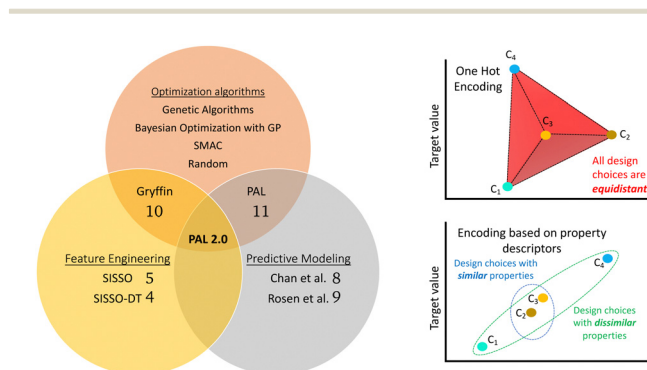 Optimization algorithms
Genetic Algorithms
Bayesian Optimization with GP
SMAC
Random
Gryffin
10
PAL
11
PAL 2.0
Feature Engineering
SISSO 5
SISSO-DT 4
Predictive Modeling
Chan et al. 8
Rosen et al. 9
Target value
One Hot
Encoding
C4
C3
C2
C1
All design
choices are
equidistant
Target value
Encoding based on property
descriptors
Design choices with
similar properties
C4
C3
C2
C1
Design choices
with dissimilar
properties